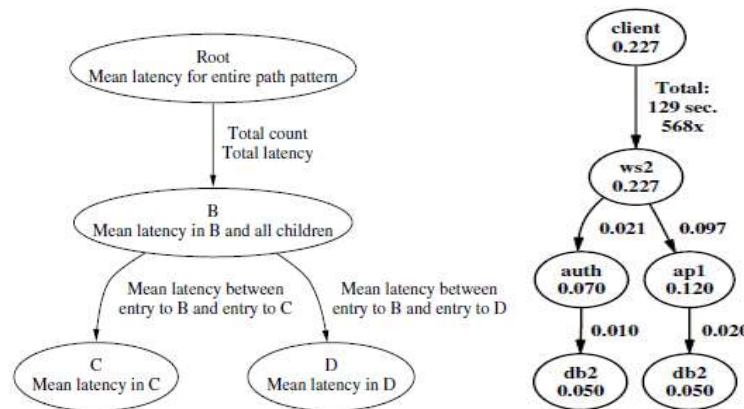 Root
Mean latency for entire path pattern
Total count
Total latency
B
Mean latency in B and all children
Mean latency between
entry to B and entry to C
Mean latency between
entry to B and entry to D
C
Mean latency in C
D
Mean latency in D
client
0.227
Total:
129 sec.
568x
ws2
0.227
0.021
0.097
auth
0.070
ap1
0.120
0.010
0.020
db2
0.050
db2
0.050